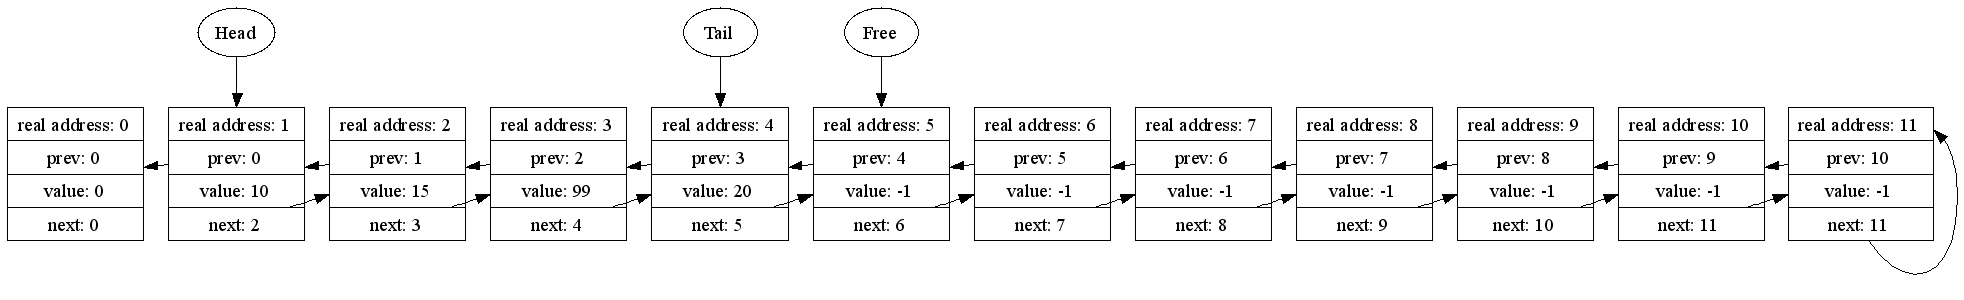 Head
Tail
Free
real address: 0
prev: 0
value: 0
next: 0
real address: 1
prev: 0
value: 10
next: 2
real address: 2
prev: 1
value: 15
next: 3
real address: 3
prev: 2
value: 99
next: 4
real address: 4
prev: 3
value: 20
next: 5
real address: 5
prev: 4
value: -1
next: 6
real address: 6
prev: 5
value: -1
next: 7
real address: 7
prev: 6
value: -1
next: 8
real address: 8
prev: 7
value: -1
next: 9
real address: 9
prev: 8
value: -1
next: 10
real address: 10
prev: 9
value: -1
next: 11
real address: 11
prev: 10
value: -1
next: 11